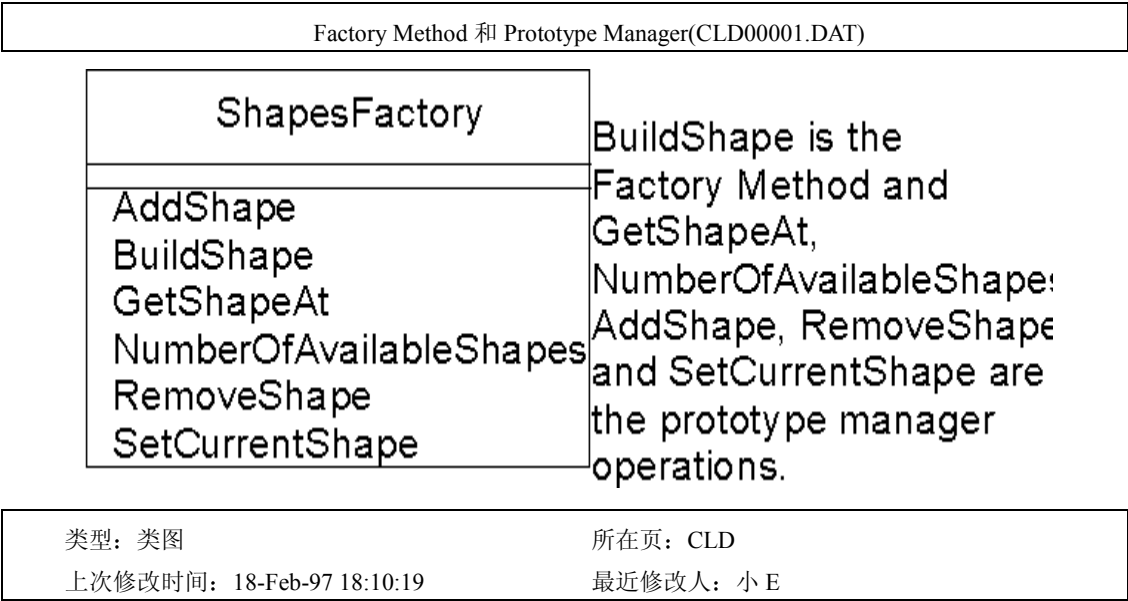 Factory Method 和 Prototype Manager(CLD00001.DAT)
ShapesFactory
AddShape
BuildShape
GetShapeAt
NumberOfAvailableShapes
RemoveShape
SetCurrentShape
BuildShape is the
Factory Method and
GetShapeAt,
NumberOfAvailableShapes
AddShape, RemoveShape
and SetCurrentShape are
the prototype manager
operations.
类型：类图 所在页：CLD
上次修改时间：18-Feb-97 18:10:19 最近修改人：小 E